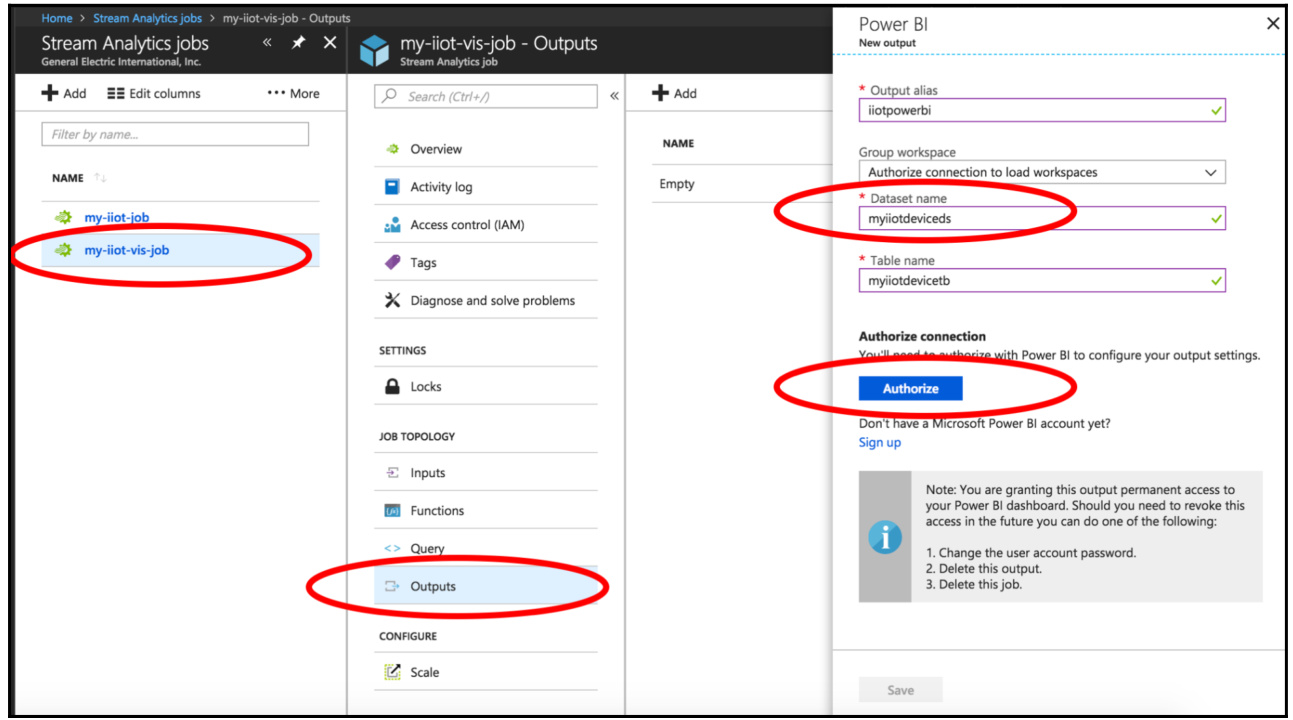 Home > Stream Analytics jobs > my-iiot-vis-job - Outputs
Stream Analytics jobs
General Electric International, Inc.
Add Edit columns ••• More
Filter by name...
NAME
my-iiot-job
my-iiot-vis-job
my-iiot-vis-job - Outputs
Stream Analytics job
Search (Ctrl+/)
Overview
Activity log
Access control (IAM)
Tags
Diagnose and solve problems
SETTINGS
Locks
JOB TOPOLOGY
Inputs
Functions
Query
Outputs
CONFIGURE
Scale
Add
NAME
Empty
Power BI
New output
* Output alias
iiotpowerbi
Group workspace
Authorize connection to load workspaces
* Dataset name
myiiotdeviceds
* Table name
myiiotdevicetb
Authorize connection
You'll need to authorize with Power BI to configure your output settings.
Authorize
Don't have a Microsoft Power BI account yet?
Sign up
Note: You are granting this output permanent access to
your Power BI dashboard. Should you need to revoke this
access in the future you can do one of the following:
1. Change the user account password.
2. Delete this output.
3. Delete this job.
Save